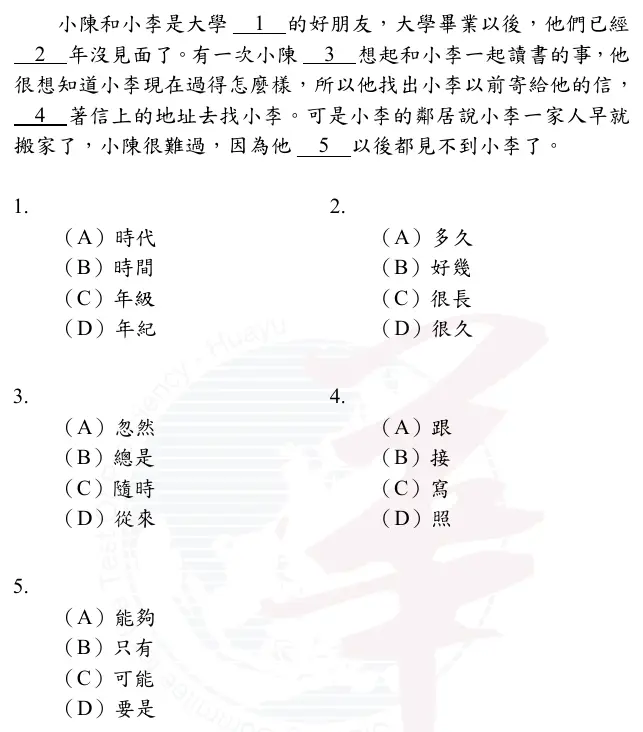 小陳和小李是大學 1 的好朋友，大學畢業以後，他們已經
2 年沒見面了。有一次小陳 3 想起和小李一起讀書的事，他
很想知道小李現在過得怎麼樣，所以他找出小李以前寄給他的信，
4 著信上的地址去找小李。可是小李的鄰居說小李一家人早就
搬家了，小陳很難過，因為他 5 以後都見不到小李了。
1. 2.
（A）時代 （A）多久
（B）時間 （B）好幾
（C）年級 （C）很長
（D）年紀 （D）很久
3. 4.
（A）忽然 （A）跟
（B）總是 （B）接
（C）隨時 （C）寫
（D）從來 （D）照
5.
（A）能夠
（B）只有
（C）可能
（D）要是